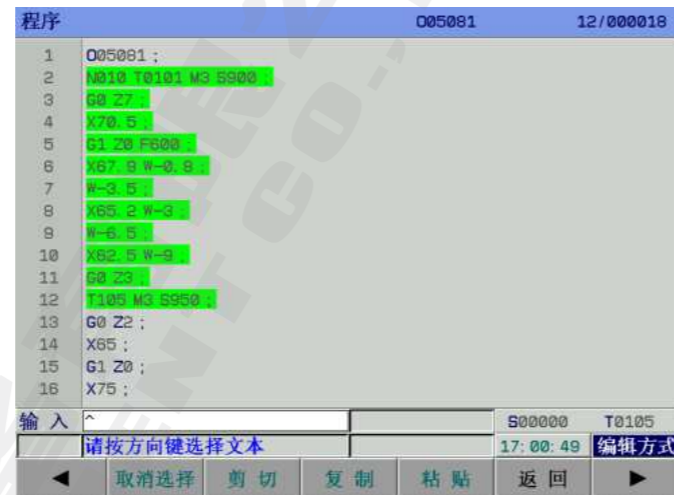 程序 O05081 12/000018
1 O05081 ;
2 N010 T0101 M3 S900 ;
3 G0 Z7 ;
4 X70.5 ;
5 G1 Z0 F600 ;
6 X67.9 W-0.8 ;
7 W-3.5 ;
8 X65.2 W-3 ;
9 W-6.5 ;
10 X62.5 W-9 ;
11 G0 Z3 ;
12 T105 M3 S950 ;
13 G0 Z2 ;
14 X65 ;
15 G1 Z0 ;
16 X75 ;
输 入 ^ S00000 T0105
请按方向键选择文本 17:00:49 编辑方式
◀ 取消选择 剪 切 复 制 粘 贴 返 回 ▶